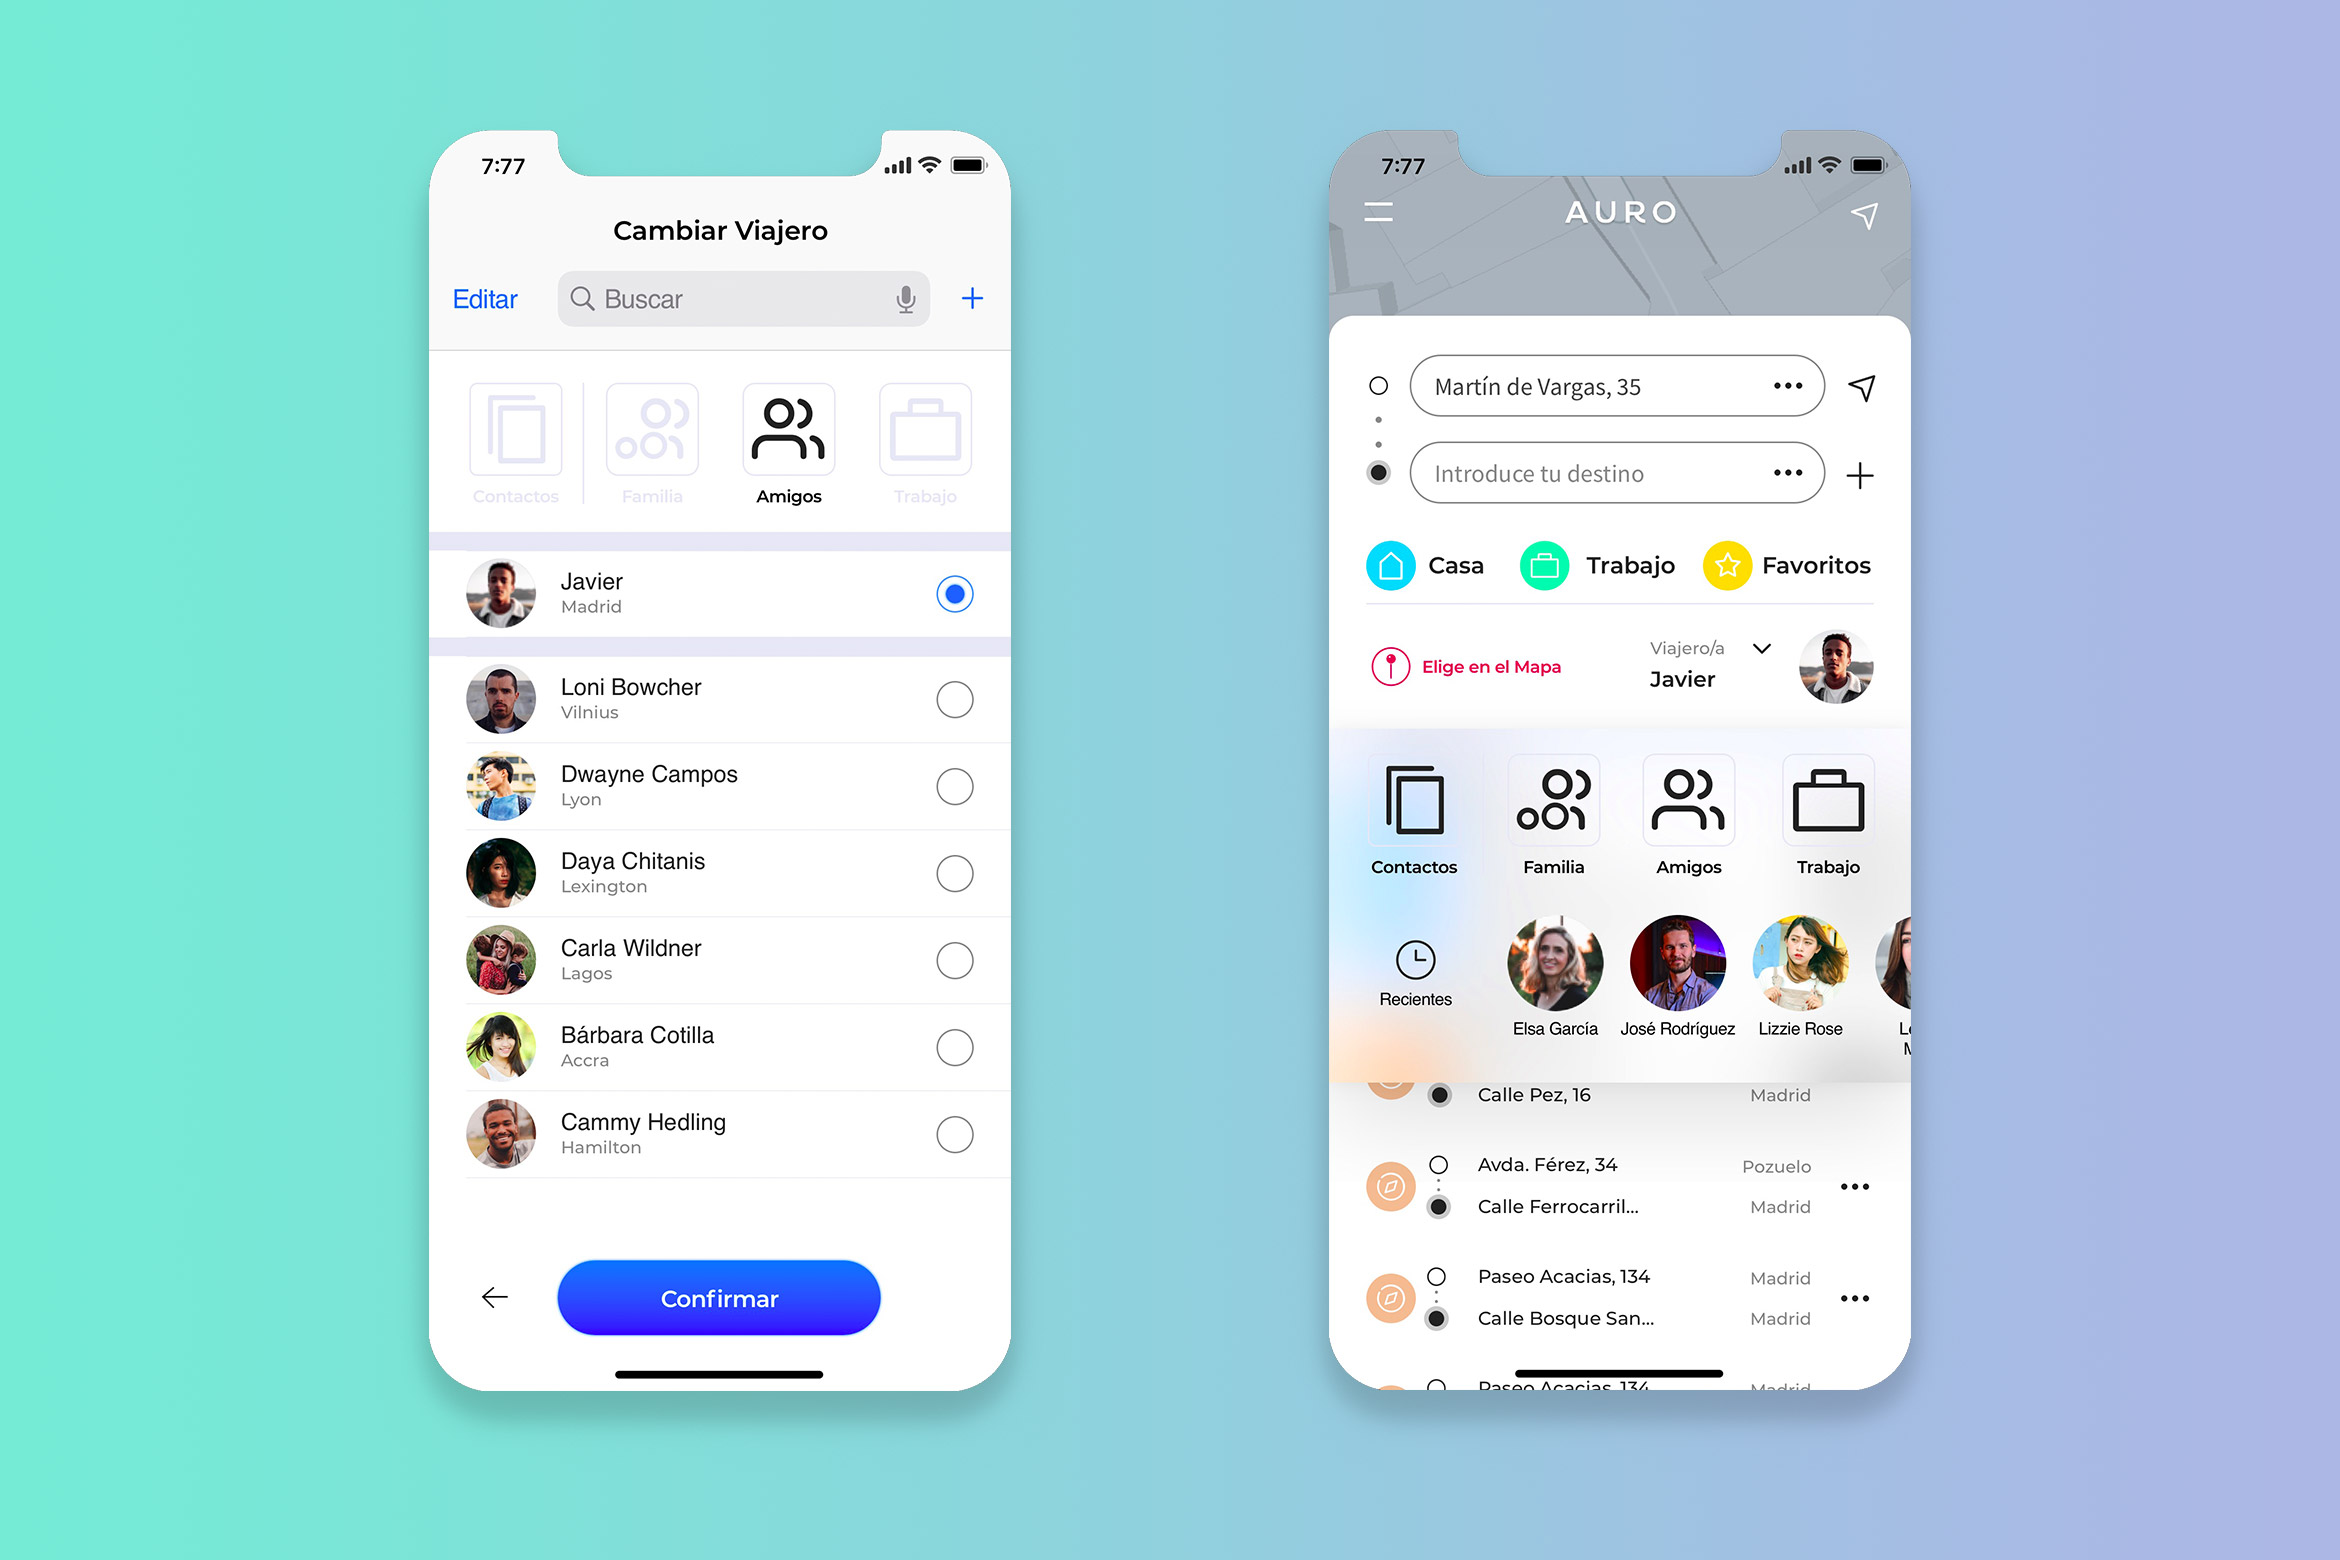 7:77
Cambiar Viajero
Editar
Buscar
Contactos
Familia
Amigos
Trabajo
Javier
Madrid
Loni Bowcher
Vilnius
Dwayne Campos
Lyon
Daya Chitanis
Lexington
Carla Wildner
Lagos
Bárbara Cotilla
Accra
Cammy Hedling
Hamilton
Confirmar
7:77
AURO
Martín de Vargas, 35
Introduce tu destino
Casa Trabajo Favoritos
Elige en el Mapa
Viajero/a
Javier
Contactos
Familia
Amigos
Trabajo
Recientes
Elsa García
José Rodríguez
Lizzie Rose
Calle Pez, 16 Madrid
Avda. Férez, 34 Pozuelo
Calle Ferrocarril... Madrid
Paseo Acacias, 134 Madrid
Calle Bosque San... Madrid
Paseo Acacias, 134 Madrid